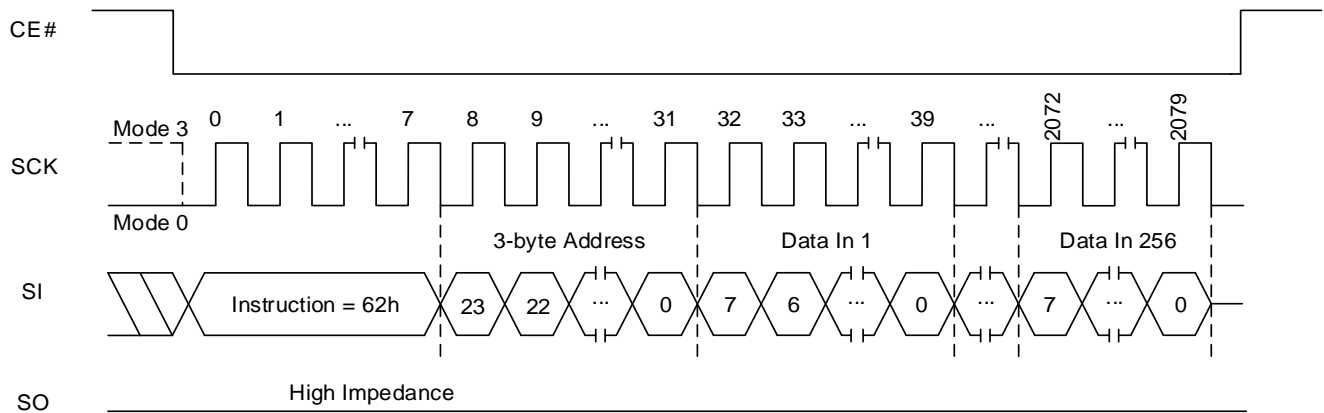 CE#
0 1 ... 7 8 9 ... 31 32 33 ... 39 ... 2072 ... 2079
Mode 3
SCK
Mode 0
3-byte Address Data In 1 Data In 256
SI Instruction = 62h 23 22 ... 0 7 6 ... 0 ... 7 ... 0
High Impedance
SO